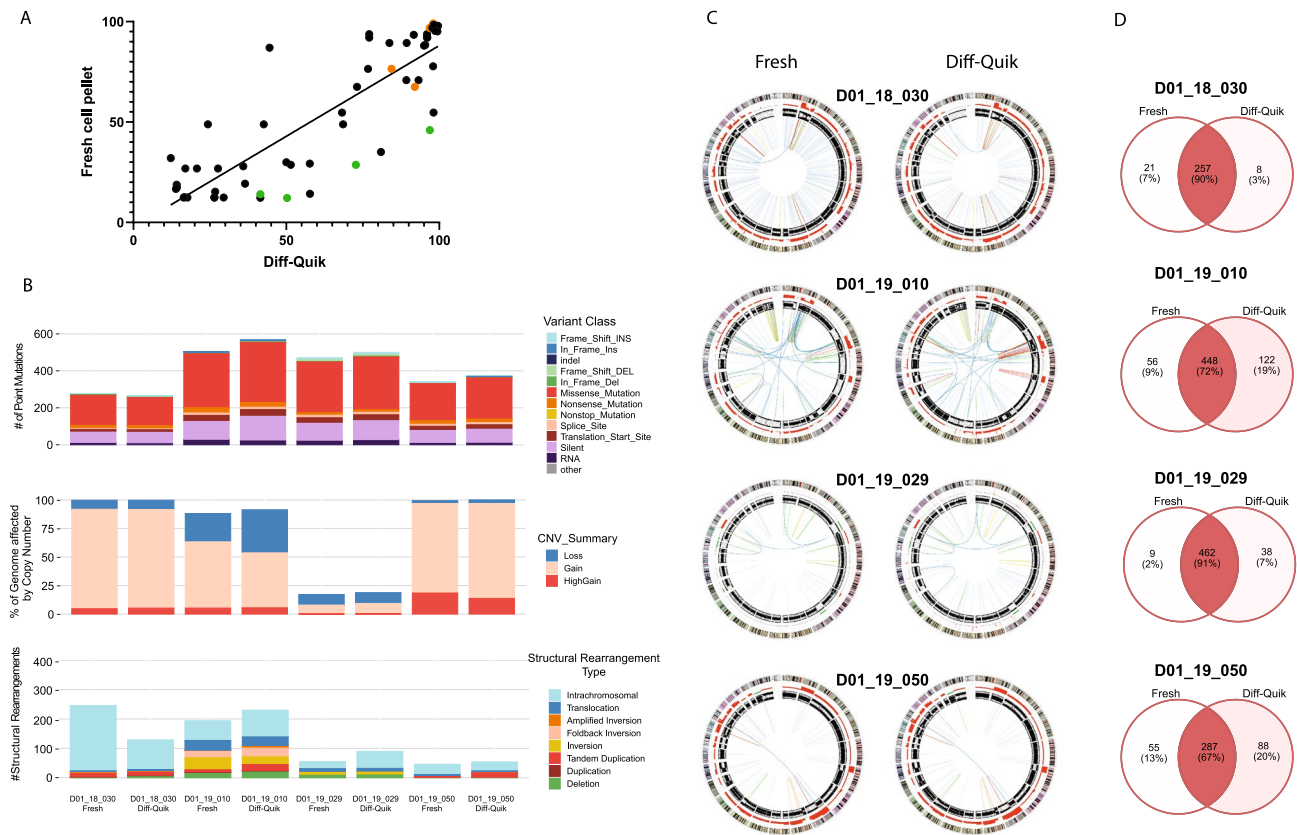 A
100
50
0
Fresh cell pellet
0
50
100
Diff-Quik
B
600
400
200
0
# of Point Mutations
Variant Class
Frame_Shift_INS
In_Frame_Ins
indel
Frame_Shift_DEL
In_Frame_Del
Missense_Mutation
Nonsense_Mutation
Nonstop_Mutation
Splice_Site
Translation_Start_Site
Silent
RNA
other
100
75
50
25
0
% of Genome affected
by Copy Number
CNV_Summary
Loss
Gain
HighGain
400
300
200
100
0
#Structural Rearrangements
Structural Rearrangement
Type
Intrachromosomal
Translocation
Amplified Inversion
Foldback Inversion
Inversion
Tandem Duplication
Duplication
Deletion
D01_18_030
Fresh
D01_18_030
Diff-Quik
D01_19_010
Fresh
D01_19_010
Diff-Quik
D01_19_029
Fresh
D01_19_029
Diff-Quik
D01_19_050
Fresh
D01_19_050
Diff-Quik
C
Fresh
Diff-Quik
D01_18_030
D01_19_010
D01_19_029
D01_19_050
D
D01_18_030
Fresh
Diff-Quik
21
(7%)
257
(90%)
8
(3%)
D01_19_010
Fresh
Diff-Quik
56
(9%)
448
(72%)
122
(19%)
D01_19_029
Fresh
Diff-Quik
9
(2%)
462
(91%)
38
(7%)
D01_19_050
Fresh
Diff-Quik
55
(13%)
287
(67%)
88
(20%)